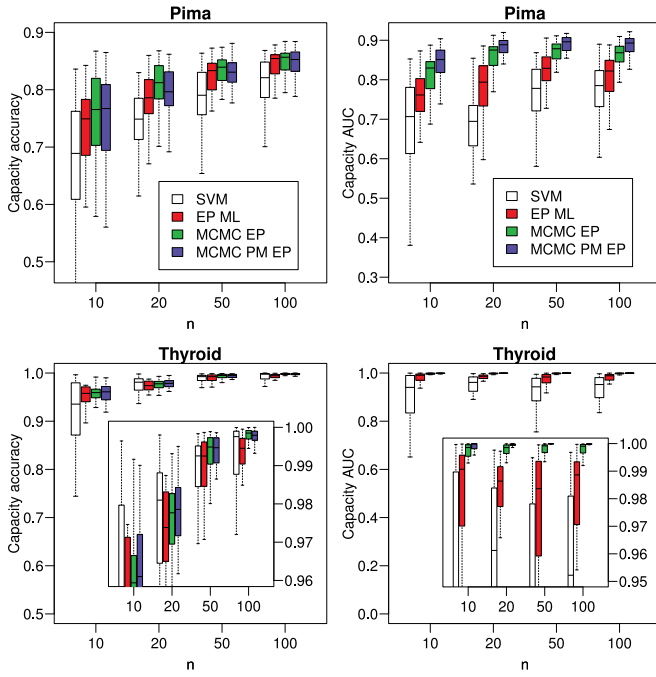 Pima
Capacity accuracy
0.9
0.8
0.7
0.6
0.5
SVM
EP ML
MCMC EP
MCMC PM EP
10 20 50 100
n
Pima
Capacity AUC
0.9
0.8
0.7
0.6
0.5
0.4
0.3
SVM
EP ML
MCMC EP
MCMC PM EP
10 20 50 100
n
Thyroid
Capacity accuracy
1.0
0.9
0.8
0.7
0.6
0.5
1.00
0.99
0.98
0.97
0.96
10 20 50 100
10 20 50 100
n
Thyroid
Capacity AUC
1.0
0.8
0.6
0.4
0.2
0.0
1.00
0.99
0.98
0.97
0.96
0.95
10 20 50 100
10 20 50 100
n